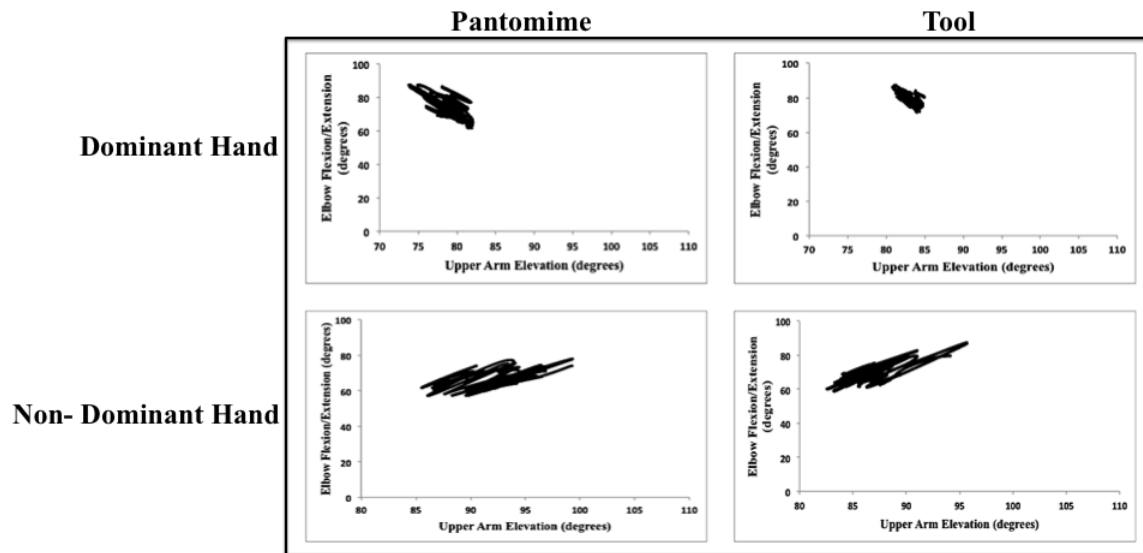 Pantomime
Tool
Dominant Hand
Elbow Flexion/Extension
(degrees)
100
80
60
40
20
0
70 75 80 85 90 95 100 105 110
Upper Arm Elevation (degrees)
Elbow Flexion/Extension
(degrees)
100
80
60
40
20
0
70 75 80 85 90 95 100 105 110
Upper Arm Elevation (degrees)
Non- Dominant Hand
Elbow Flexion/Extension (degrees)
100
80
60
40
20
0
80 85 90 95 100 105 110
Upper Arm Elevation (degrees)
Elbow Flexion/Extension
(degrees)
100
80
60
40
20
0
80 85 90 95 100 105 110
Upper Arm Elevation (degrees)